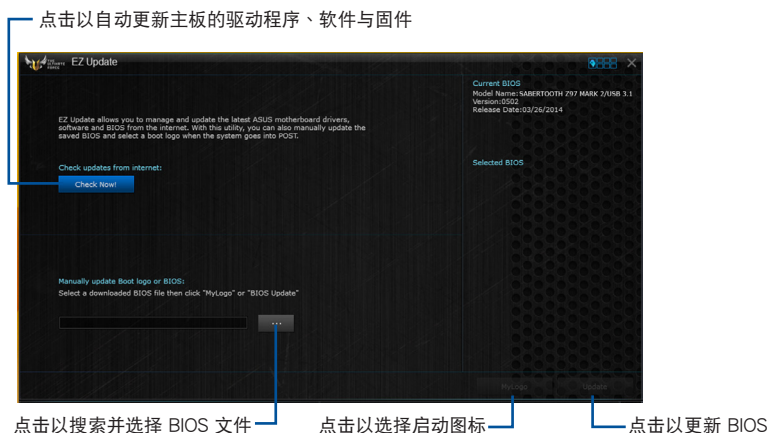 点击以自动更新主板的驱动程序、软件与固件
THE ULTIMATE FORCE
EZ Update
Current BIOS
Model Name:SABERTOOTH Z97 MARK 2/USB 3.1
Version:0502
Release Date:03/26/2014
EZ Update allows you to manage and update the latest ASUS motherboard drivers,
software and BIOS from the internet. With this utility, you can also manually update the
saved BIOS and select a boot logo when the system goes into POST.
Check updates from internet:
Selected BIOS
Check Now!
Manually update Boot logo or BIOS:
Select a downloaded BIOS file then click "MyLogo" or "BIOS Update"
...
MyLogo
Update
点击以搜索并选择 BIOS 文件
点击以选择启动图标
点击以更新 BIOS